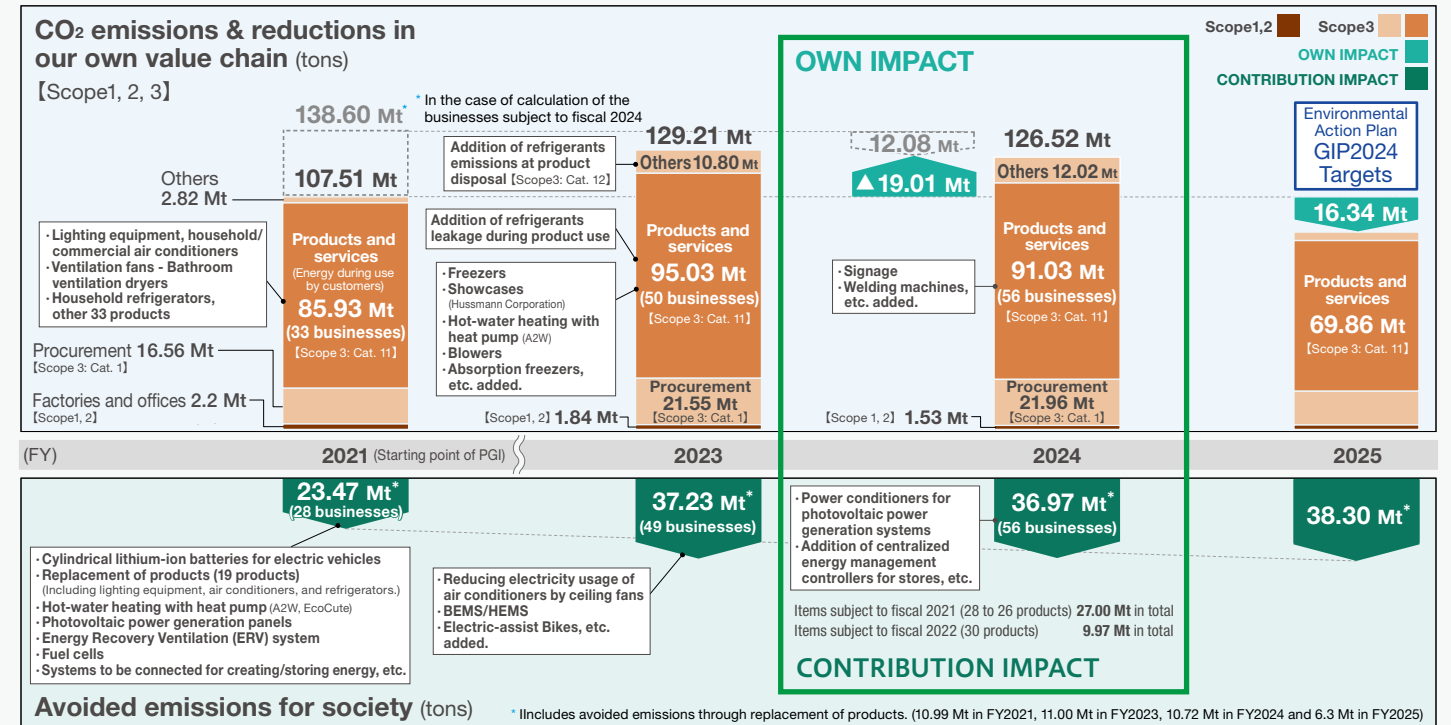 CO₂ emissions & reductions in
our own value chain (tons)
【Scope1, 2, 3】
Scope1,2
Scope3
OWN IMPACT
CONTRIBUTION IMPACT
138.60 Mt*
* In the case of calculation of the
businesses subject to fiscal 2024
107.51 Mt
Others
2.82 Mt
Products and
services
(Energy during use
by customers)
85.93 Mt
(33 businesses)
【Scope 3: Cat. 11】
· Lighting equipment, household/
commercial air conditioners
· Ventilation fans - Bathroom
ventilation dryers
· Household refrigerators,
other 33 products
Procurement 16.56 Mt
【Scope 3: Cat. 1】
Factories and offices 2.2 Mt
【Scope1, 2】
129.21 Mt
Addition of refrigerants
emissions at product
disposal 【Scope3: Cat. 12】
Others 10.80 Mt
Addition of refrigerants
leakage during product use
Products and
services
95.03 Mt
(50 businesses)
【Scope 3: Cat. 11】
· Freezers
· Showcases
(Hussmann Corporation)
· Hot-water heating with
heat pump (A2W)
· Blowers
· Absorption freezers,
etc. added.
Procurement
21.55 Mt
【Scope 3: Cat. 1】
【Scope1, 2】 1.84 Mt
OWN IMPACT
12.08 Mt
▲19.01 Mt
126.52 Mt
Others 12.02 Mt
Products and
services
91.03 Mt
(56 businesses)
【Scope 3: Cat. 11】
· Signage
· Welding machines,
etc. added.
Procurement
21.96 Mt
【Scope 3: Cat. 1】
【Scope 1, 2】 1.53 Mt
Environmental
Action Plan
GIP2024
Targets
16.34 Mt
Products and
services
69.86 Mt
【Scope 3: Cat. 11】
(FY)
2021 (Starting point of PGI)
2023
2024
2025
23.47 Mt*
(28 businesses)
· Cylindrical lithium-ion batteries for electric vehicles
· Replacement of products (19 products)
(Including lighting equipment, air conditioners, and refrigerators.)
· Hot-water heating with heat pump (A2W, EcoCute)
· Photovoltaic power generation panels
· Energy Recovery Ventilation (ERV) system
· Fuel cells
· Systems to be connected for creating/storing energy, etc.
37.23 Mt*
(49 businesses)
· Reducing electricity usage of
air conditioners by ceiling fans
· BEMS/HEMS
· Electric-assist Bikes, etc.
added.
· Power conditioners for
photovoltaic power
generation systems
· Addition of centralized
energy management
controllers for stores, etc.
36.97 Mt*
(56 businesses)
Items subject to fiscal 2021 (28 to 26 products) 27.00 Mt in total
Items subject to fiscal 2022 (30 products) 9.97 Mt in total
CONTRIBUTION IMPACT
38.30 Mt*
Avoided emissions for society (tons)
* IIncludes avoided emissions through replacement of products. (10.99 Mt in FY2021, 11.00 Mt in FY2023, 10.72 Mt in FY2024 and 6.3 Mt in FY2025)